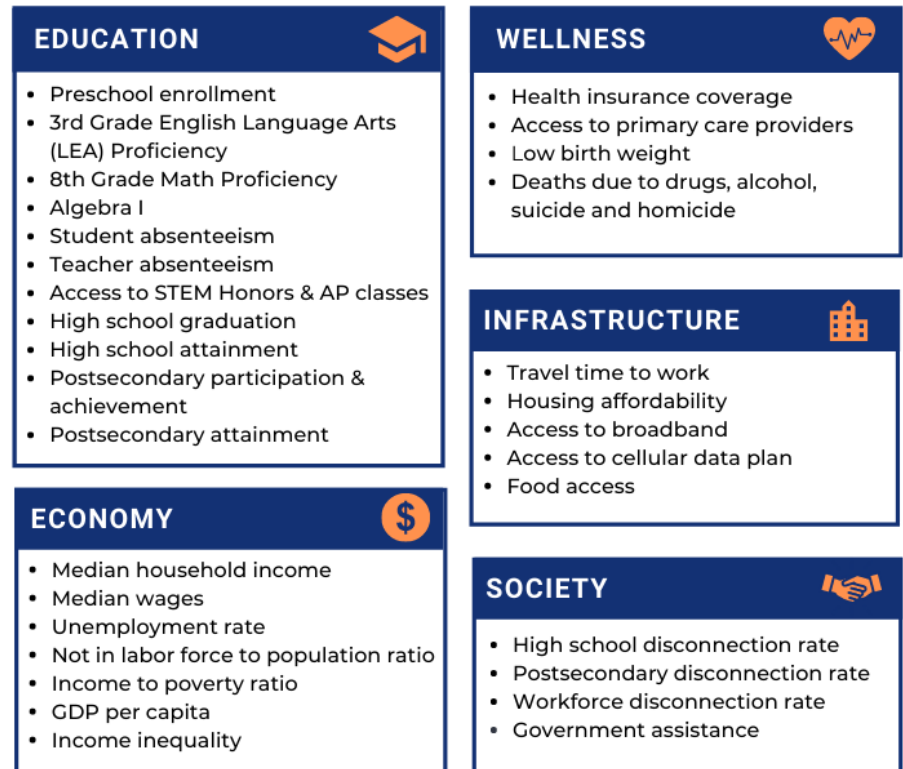 EDUCATION
• Preschool enrollment
• 3rd Grade English Language Arts
(LEA) Proficiency
• 8th Grade Math Proficiency
• Algebra I
• Student absenteeism
• Teacher absenteeism
• Access to STEM Honors & AP classes
• High school graduation
• High school attainment
• Postsecondary participation &
achievement
• Postsecondary attainment
ECONOMY
$
• Median household income
• Median wages
• Unemployment rate
• Not in labor force to population ratio
• Income to poverty ratio
• GDP per capita
• Income inequality
WELLNESS
• Health insurance coverage
• Access to primary care providers
• Low birth weight
• Deaths due to drugs, alcohol,
suicide and homicide
INFRASTRUCTURE
• Travel time to work
• Housing affordability
• Access to broadband
• Access to cellular data plan
• Food access
SOCIETY
• High school disconnection rate
• Postsecondary disconnection rate
• Workforce disconnection rate
• Government assistance